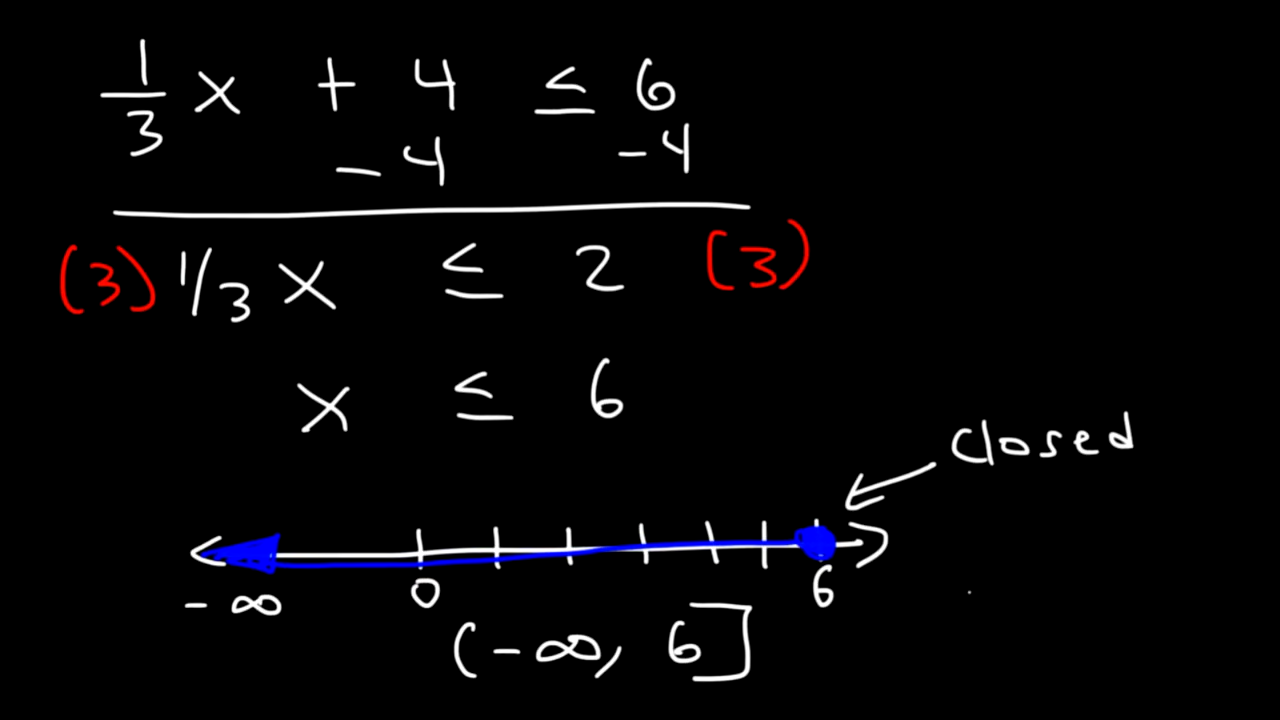 1/3 x + 4 ≤ 6
- 4 - 4
(3) 1/3 x ≤ 2 (3)
x ≤ 6
closed
- ∞ 0 6
(-∞, 6]